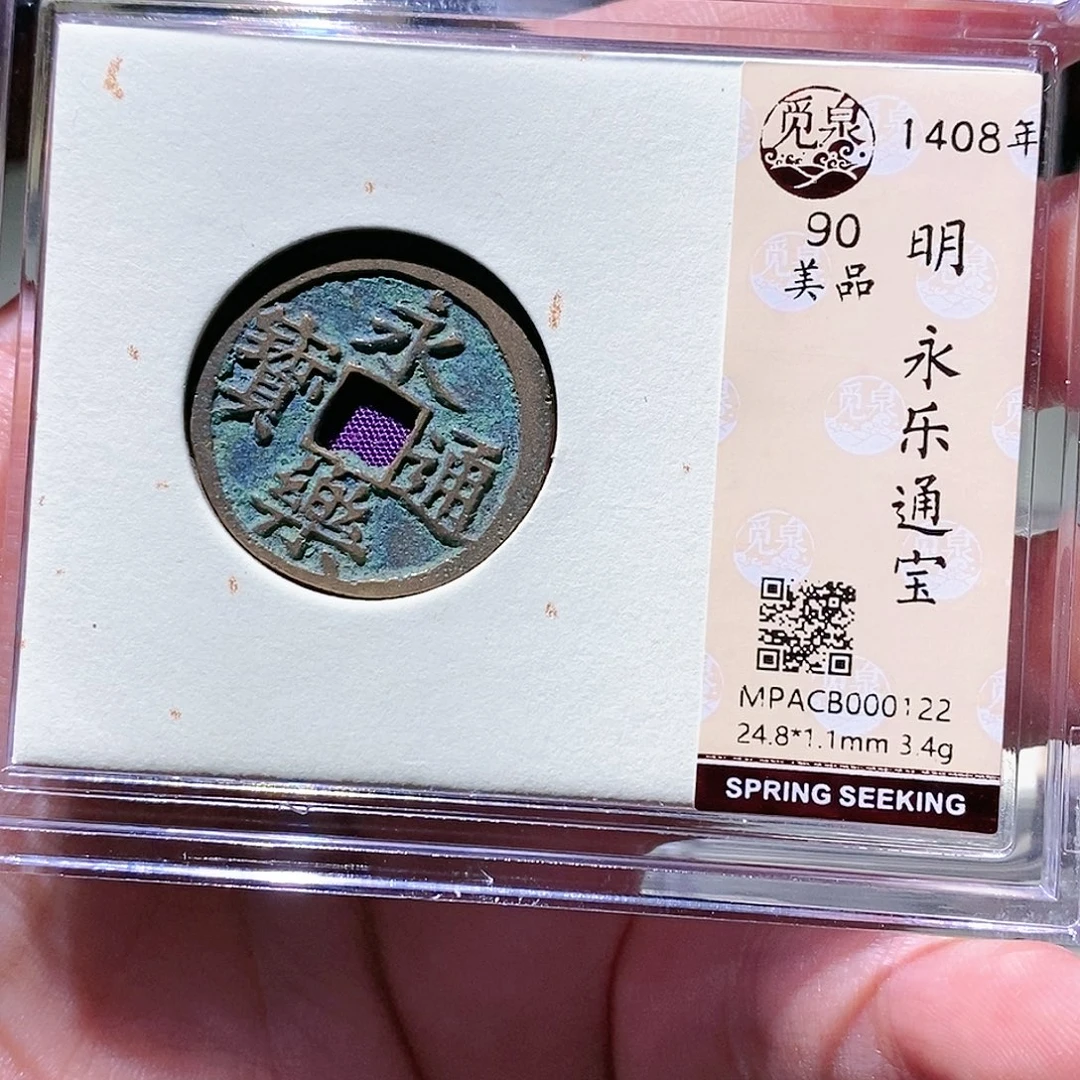 永樂通寶
觅泉
1408年
90
美品
明
永乐通宝
MPACB000122
24.8*1.1mm 3.4g
SPRING SEEKING